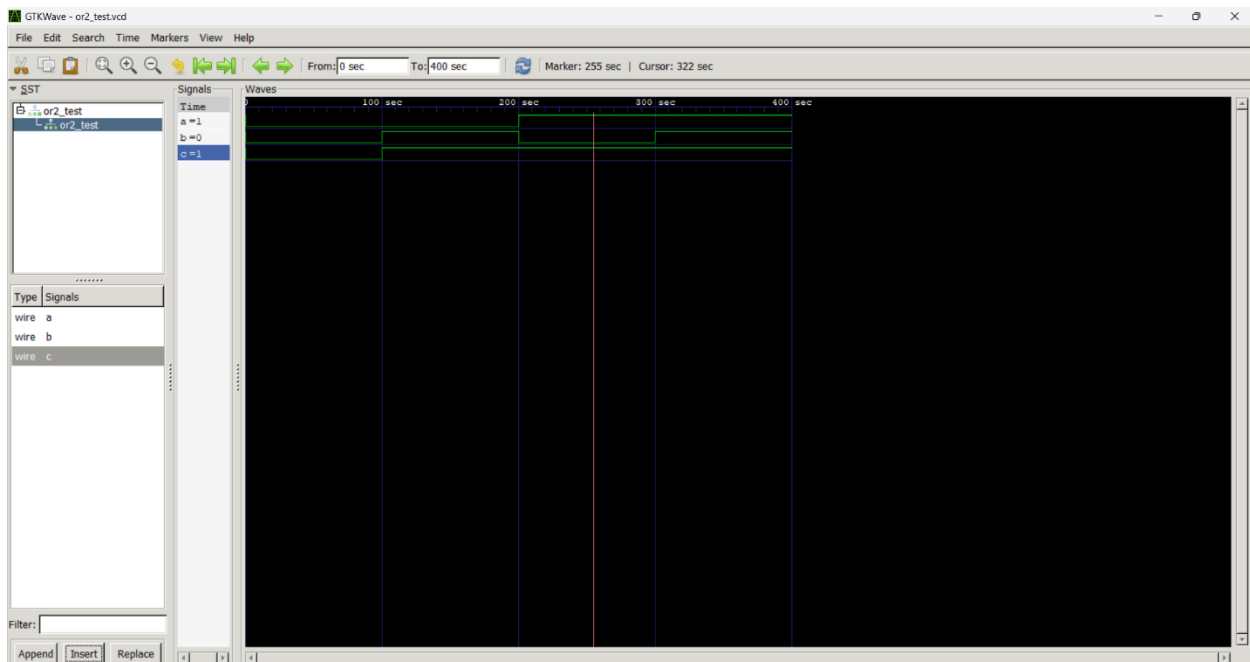 GTKWave - or2_test.vcd
File Edit Search Time Markers View Help
From: 0 sec To: 400 sec Marker: 255 sec | Cursor: 322 sec
SST
or2_test
or2_test
Type Signals
wire a
wire b
wire c
Filter:
Append Insert Replace
Signals
Time
a =1
b =0
c =1
Waves
0 100 sec 200 sec 300 sec 400 sec